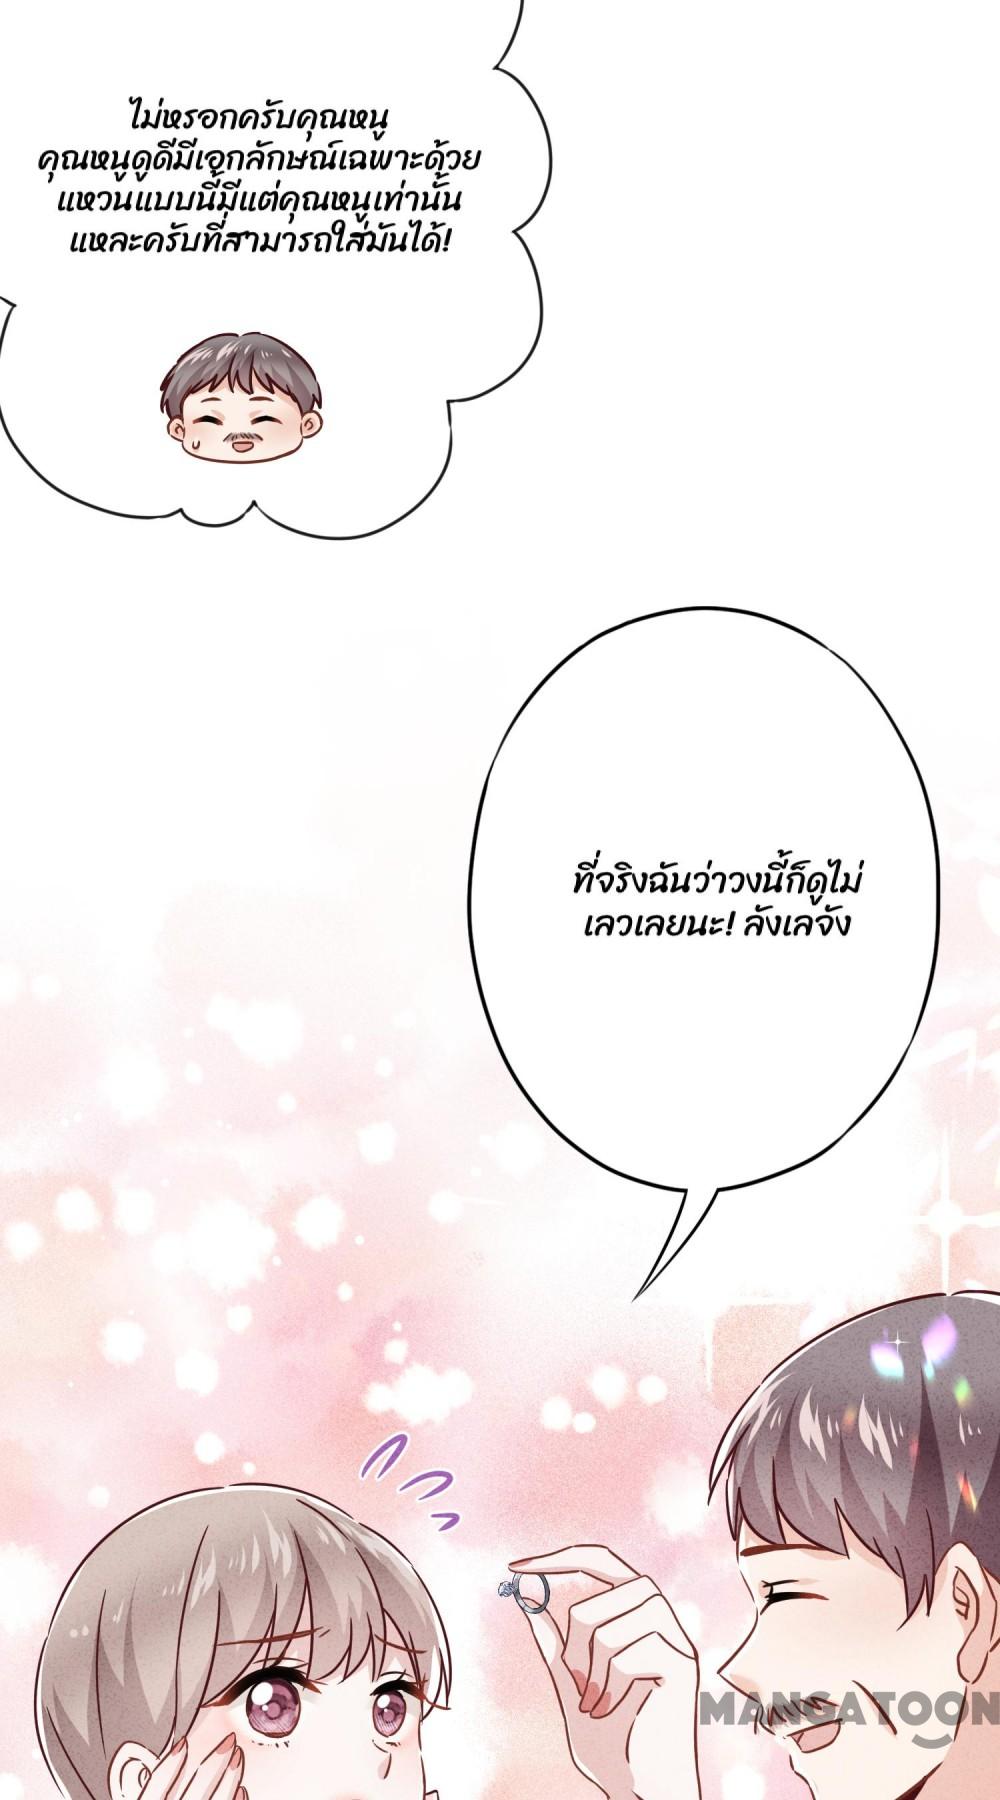 ไม่หรอกครับคุณหนู
คุณหนูดูดีมีเอกลักษณ์เฉพาะด้วย
แหวนแบบนี้มีแต่คุณหนูเท่านั้น
แหละครับที่สามารถใส่มันได้!
ที่จริงฉันว่าวงนี้ก็ดูไม่
เลวเลยนะ! ลังเลจัง
MANGATOON